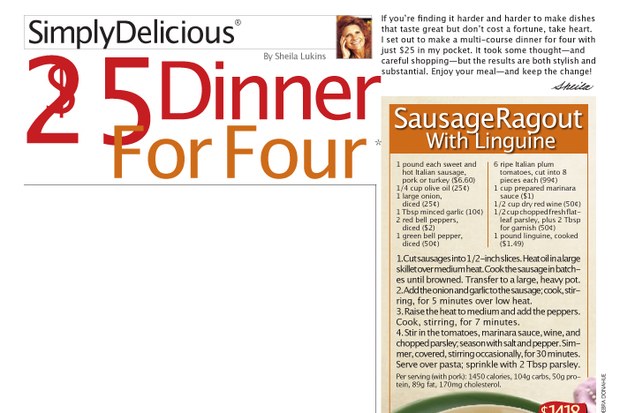 SimplyDelicious®
By Sheila Lukins
$25 Dinner
For Four*
If you're finding it harder and harder to make dishes
that taste great but don't cost a fortune, take heart.
I set out to make a multi-course dinner for four with
just $25 in my pocket. It took some thought—and
careful shopping—but the results are both stylish and
substantial. Enjoy your meal—and keep the change!
Sheila
Sausage Ragout
With Linguine
1 pound each sweet and
hot Italian sausage,
pork or turkey ($6.60)
1/4 cup olive oil (25¢)
1 large onion,
diced (25¢)
1 Tbsp minced garlic (10¢)
2 red bell peppers,
diced ($2)
1 green bell pepper,
diced (50¢)
6 ripe Italian plum
tomatoes, cut into 8
pieces each (99¢)
1 cup prepared marinara
sauce ($1)
1/2 cup dry red wine (50¢)
1/2 cup chopped fresh flat-
leaf parsley, plus 2 Tbsp
for garnish (50¢)
1 pound linguine, cooked
($1.49)
1. Cut sausages into 1/2-inch slices. Heat oil in a large
skillet over medium heat. Cook the sausage in batch-
es until browned. Transfer to a large, heavy pot.
2. Add the onion and garlic to the sausage; cook, stir-
ring, for 5 minutes over low heat.
3. Raise the heat to medium and add the peppers.
Cook, stirring, for 7 minutes.
4. Stir in the tomatoes, marinara sauce, wine, and
chopped parsley; season with salt and pepper. Sim-
mer, covered, stirring occasionally, for 30 minutes.
Serve over pasta; sprinkle with 2 Tbsp parsley.
Per serving (with pork): 1450 calories, 104g carbs, 50g pro-
tein, 89g fat, 170mg cholesterol.
$14.18